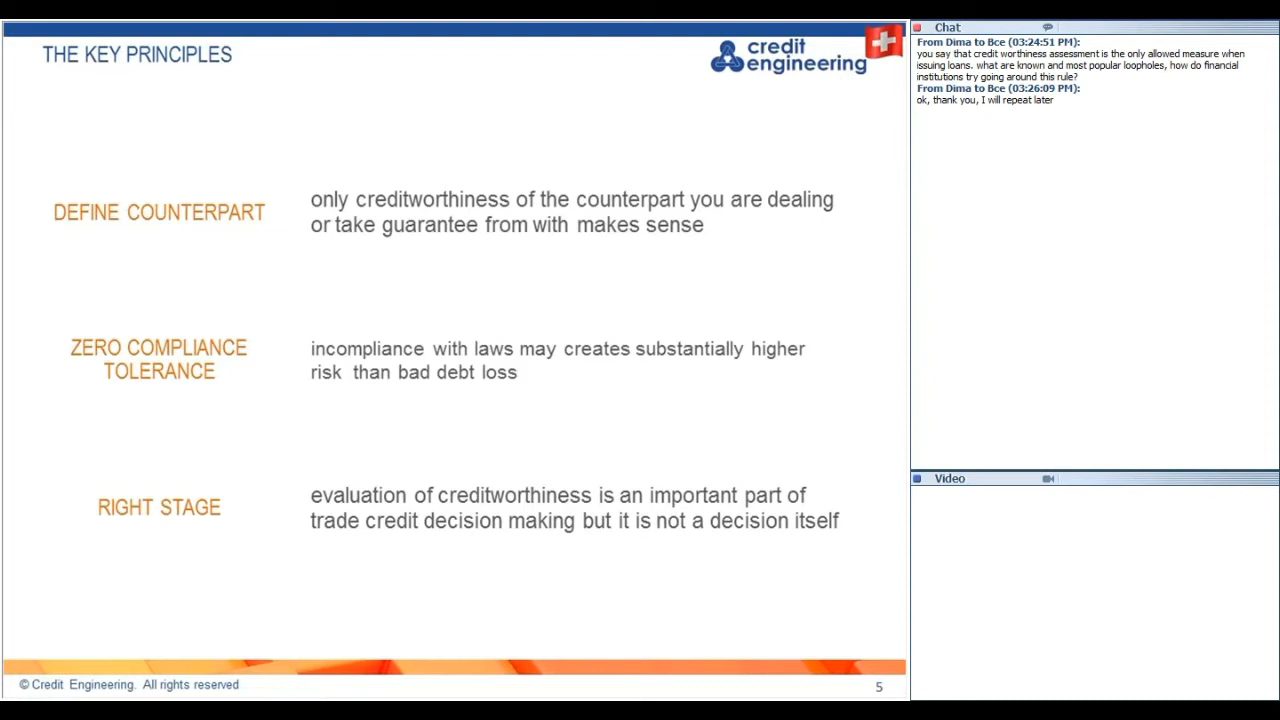 THE KEY PRINCIPLES
credit
engineering
DEFINE COUNTERPART
only creditworthiness of the counterpart you are dealing
or take guarantee from with makes sense
ZERO COMPLIANCE
TOLERANCE
incompliance with laws may creates substantially higher
risk than bad debt loss
RIGHT STAGE
evaluation of creditworthiness is an important part of
trade credit decision making but it is not a decision itself
© Credit Engineering. All rights reserved
5
Chat
From Dima to Все (03:24:51 PM):
you say that credit worthiness assessment is the only allowed measure when
issuing loans. what are known and most popular loopholes, how do financial
institutions try going around this rule?
From Dima to Все (03:26:09 PM):
ok, thank you, I will repeat later
Video